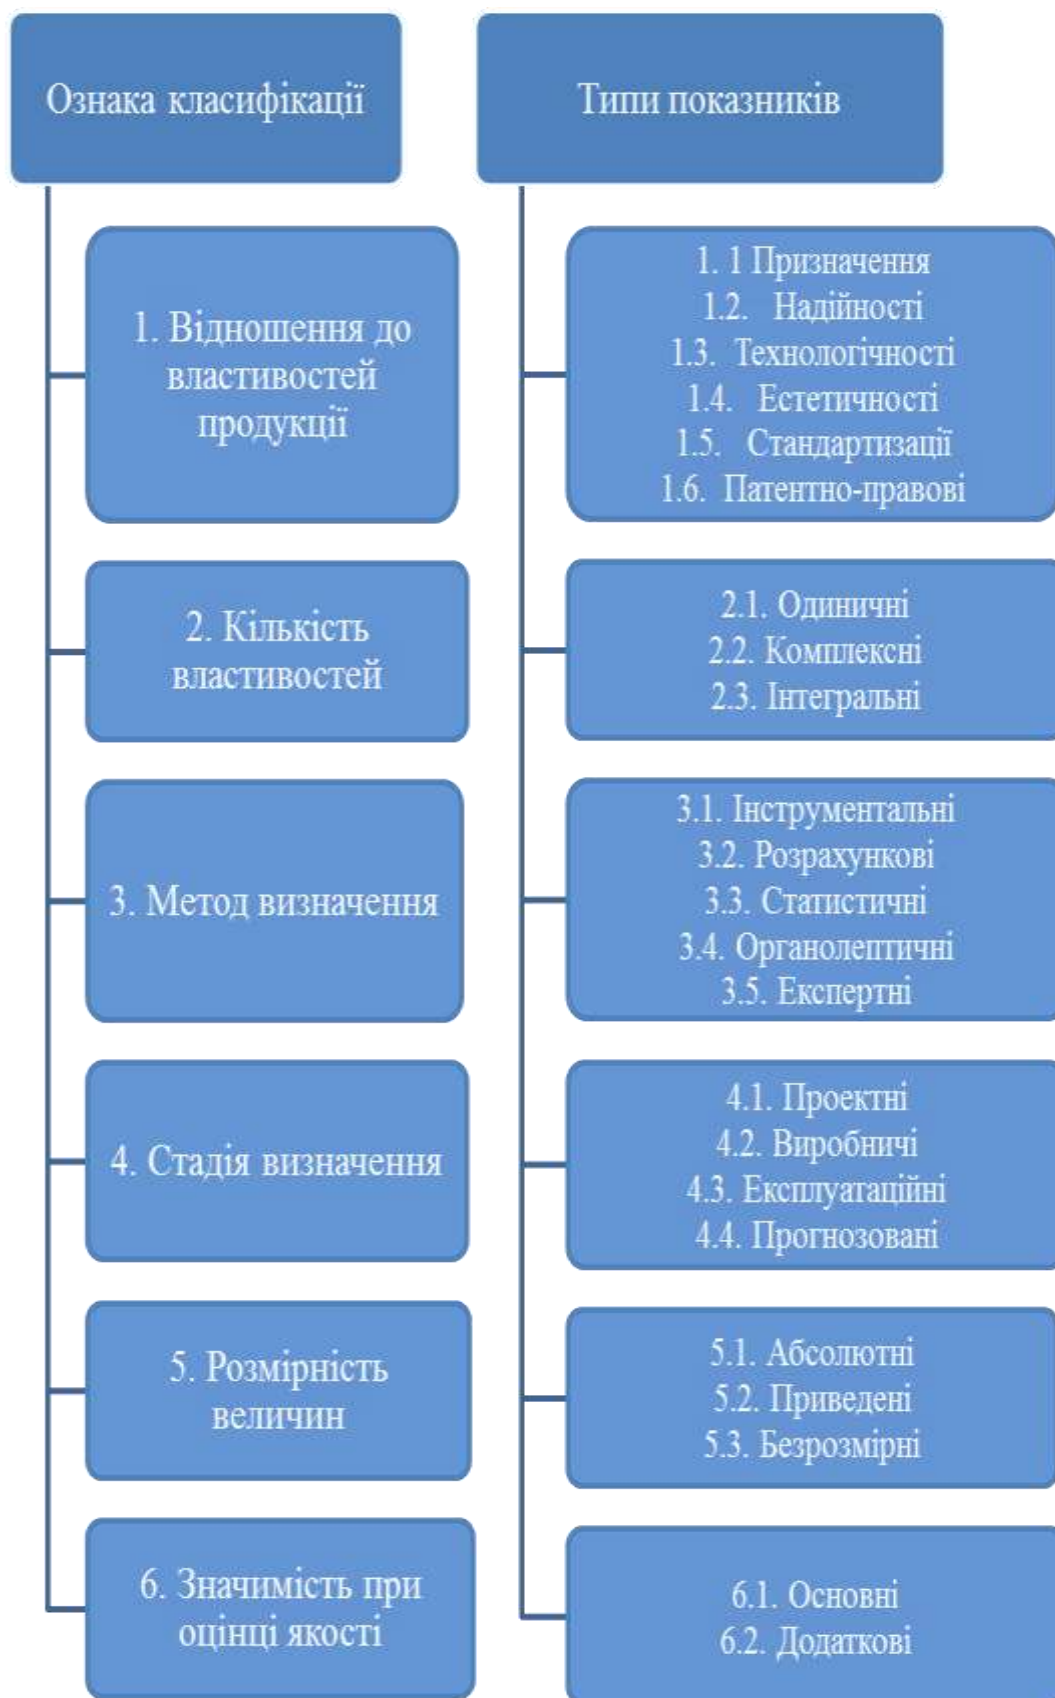 Ознака класифікації
Типи показників
1. Відношення до
властивостей
продукції
1. 1 Призначення
1.2. Надійності
1.3. Технологічності
1.4. Естетичності
1.5. Стандартизації
1.6. Патентно-правові
2. Кількість
властивостей
2.1. Одиничні
2.2. Комплексні
2.3. Інтегральні
3. Метод визначення
3.1. Інструментальні
3.2. Розрахункові
3.3. Статистичні
3.4. Органолептичні
3.5. Експертні
4. Стадія визначення
4.1. Проектні
4.2. Виробничі
4.3. Експлуатаційні
4.4. Прогнозовані
5. Розмірність
величин
5.1. Абсолютні
5.2. Приведені
5.3. Безрозмірні
6. Значимість при
оцінці якості
6.1. Основні
6.2. Додаткові